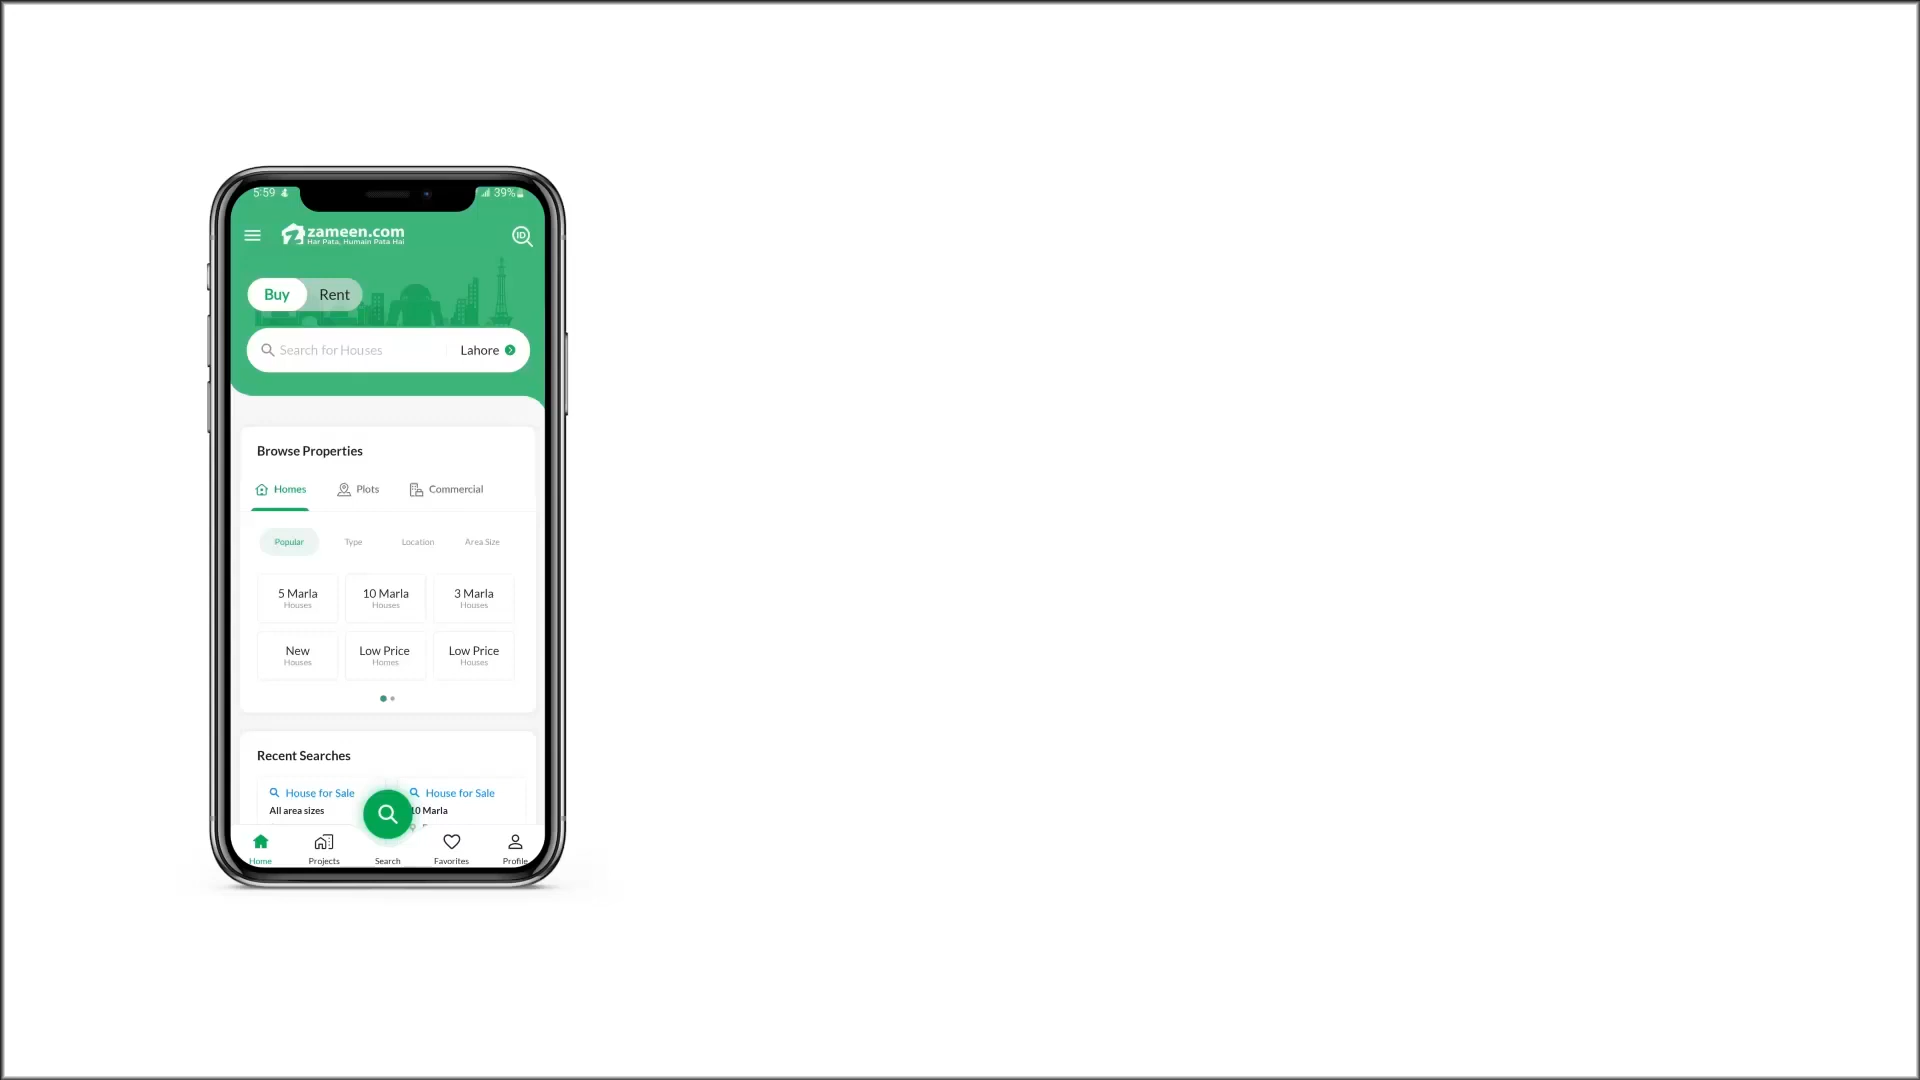 5:59
39%
zameen.com
Har Pata, Humain Pata Hai
ID
Buy Rent
Search for Houses Lahore
Browse Properties
Homes Plots Commercial
Popular Type Location Area Size
5 Marla 10 Marla 3 Marla
Houses Houses Houses
New Low Price Low Price
Houses Homes Houses
Recent Searches
House for Sale House for Sale
All area sizes 10 Marla
Home Projects Search Favorites Profile